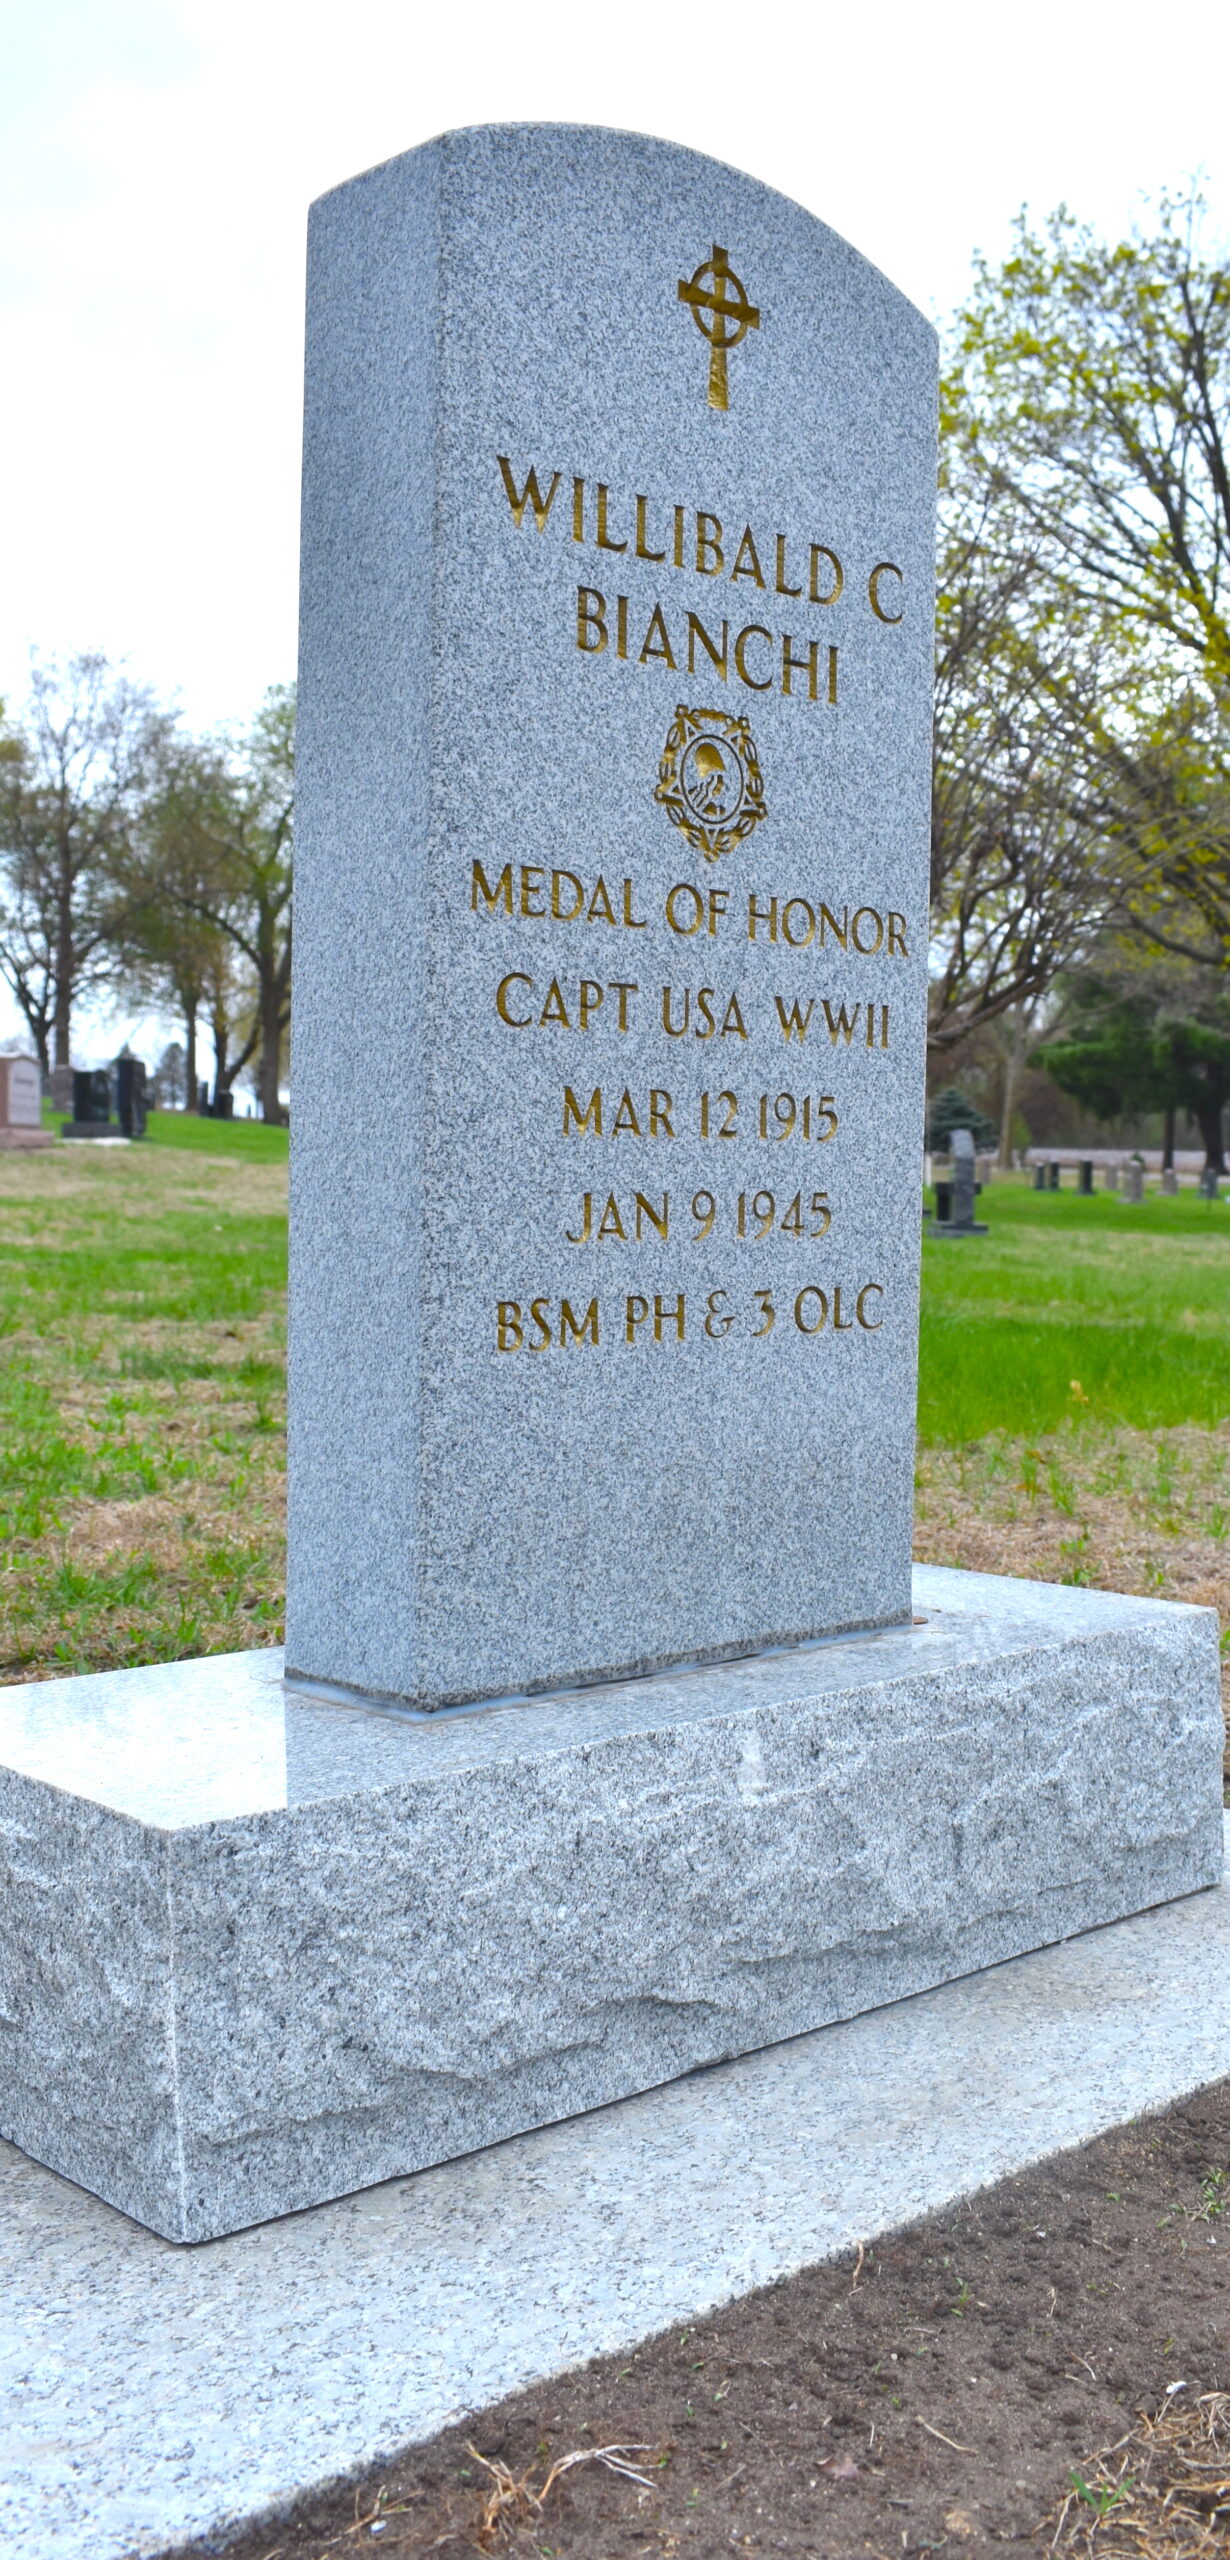 WILLIBALD C
BIANCHI
MEDAL OF HONOR
CAPT USA WWII
MAR 12 1915
JAN 9 1945
BSM PH & 3 OLC